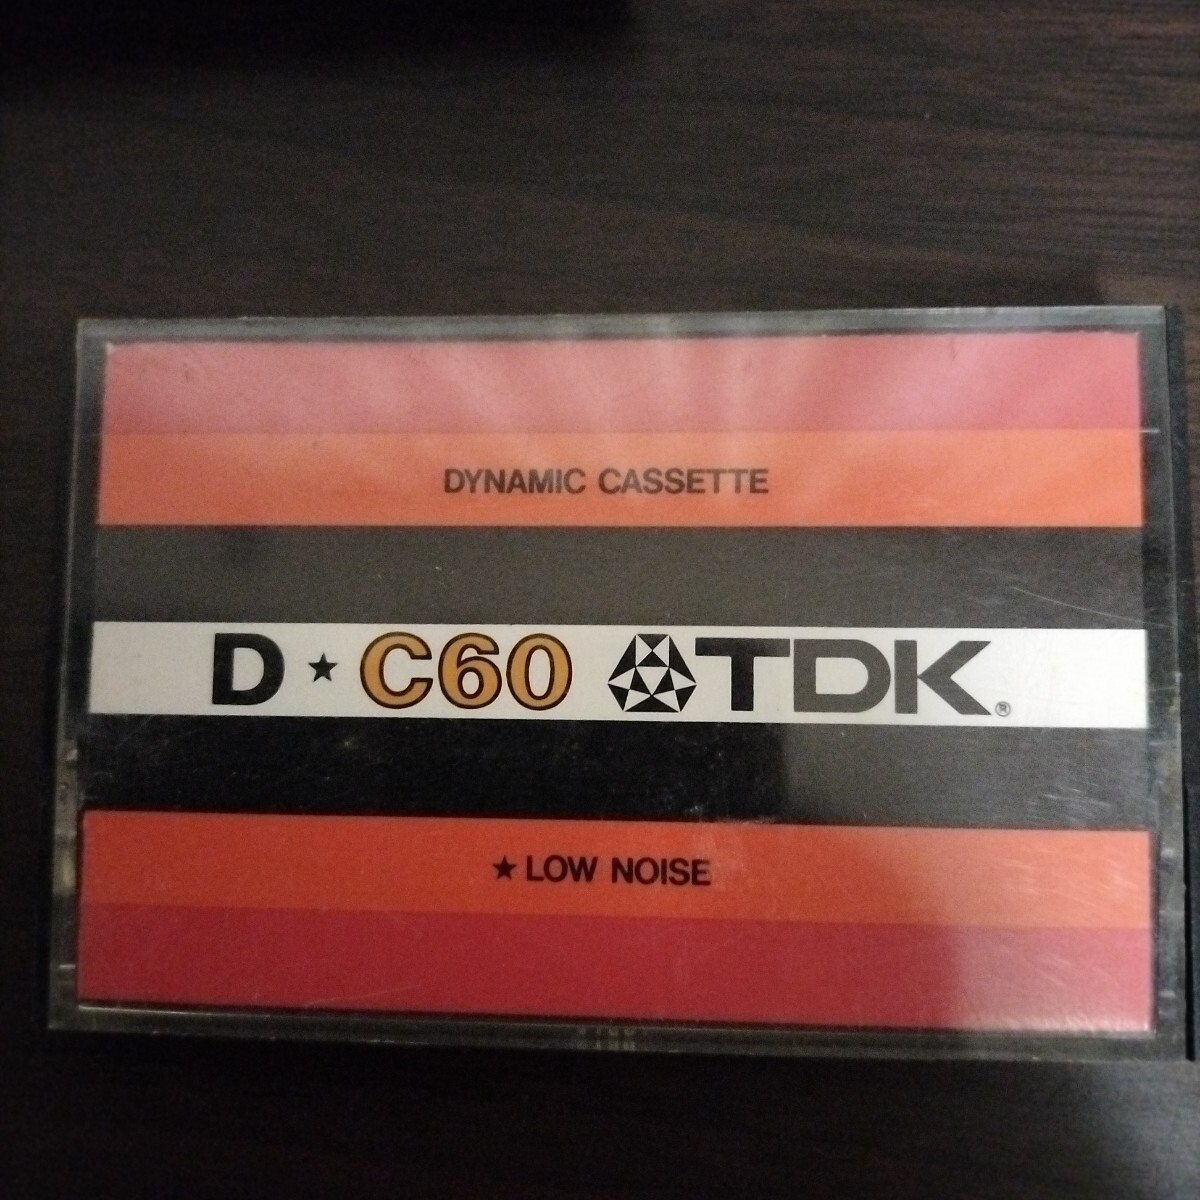 DYNAMIC CASSETTE
D★C60 TDK®
★LOW NOISE